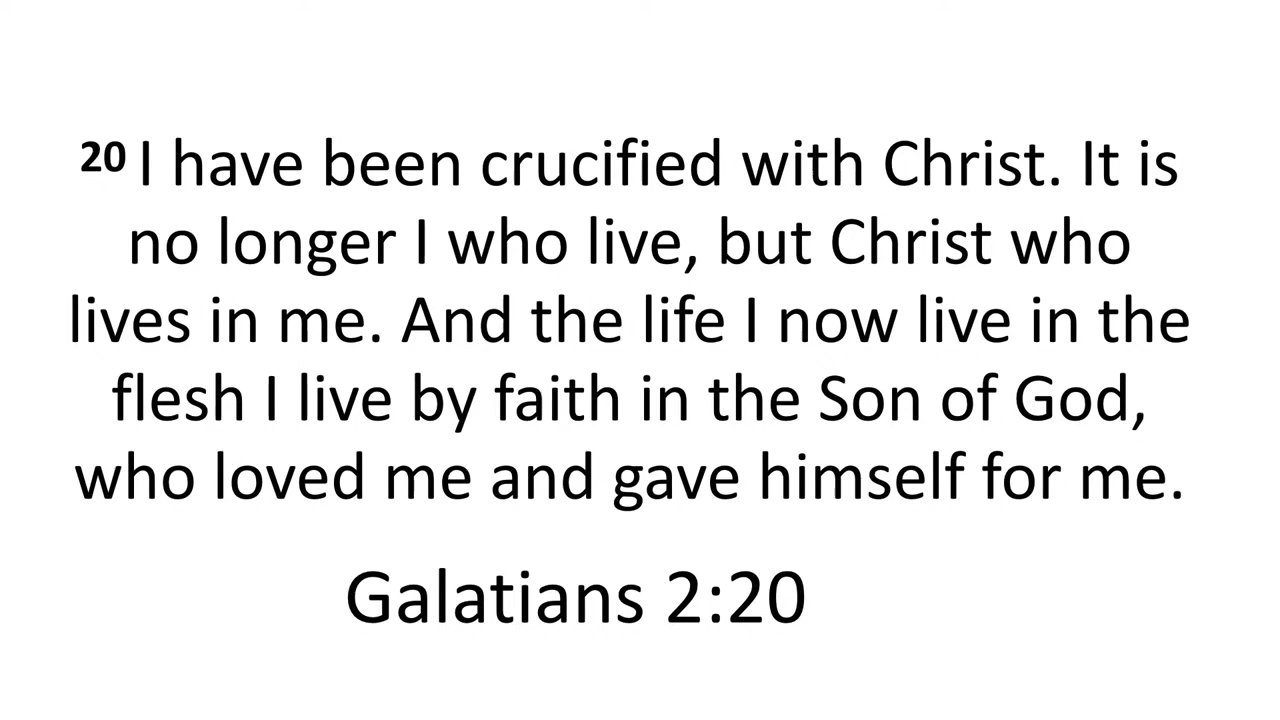 20 I have been crucified with Christ. It is
no longer I who live, but Christ who
lives in me. And the life I now live in the
flesh I live by faith in the Son of God,
who loved me and gave himself for me.
Galatians 2:20